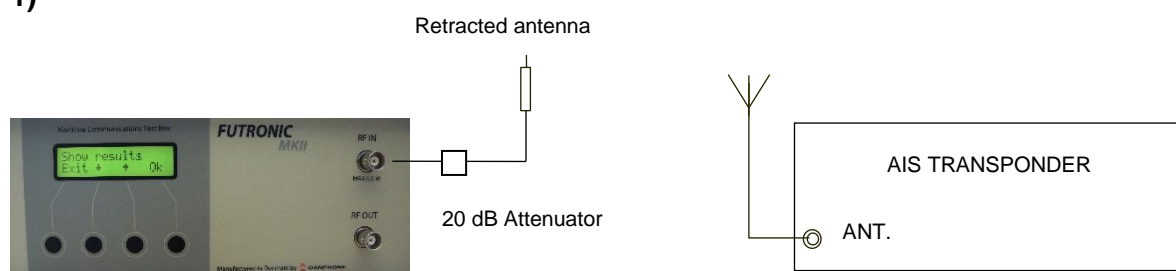 1)
Retracted antenna
Maritime Communications Test Box
FUTRONIC
MKII
RF IN
Show results
Exit
Ok
AIS TRANSPONDER
20 dB Attenuator
RF OUT
ANT.
Manufactured in Denmark by DANPHONE